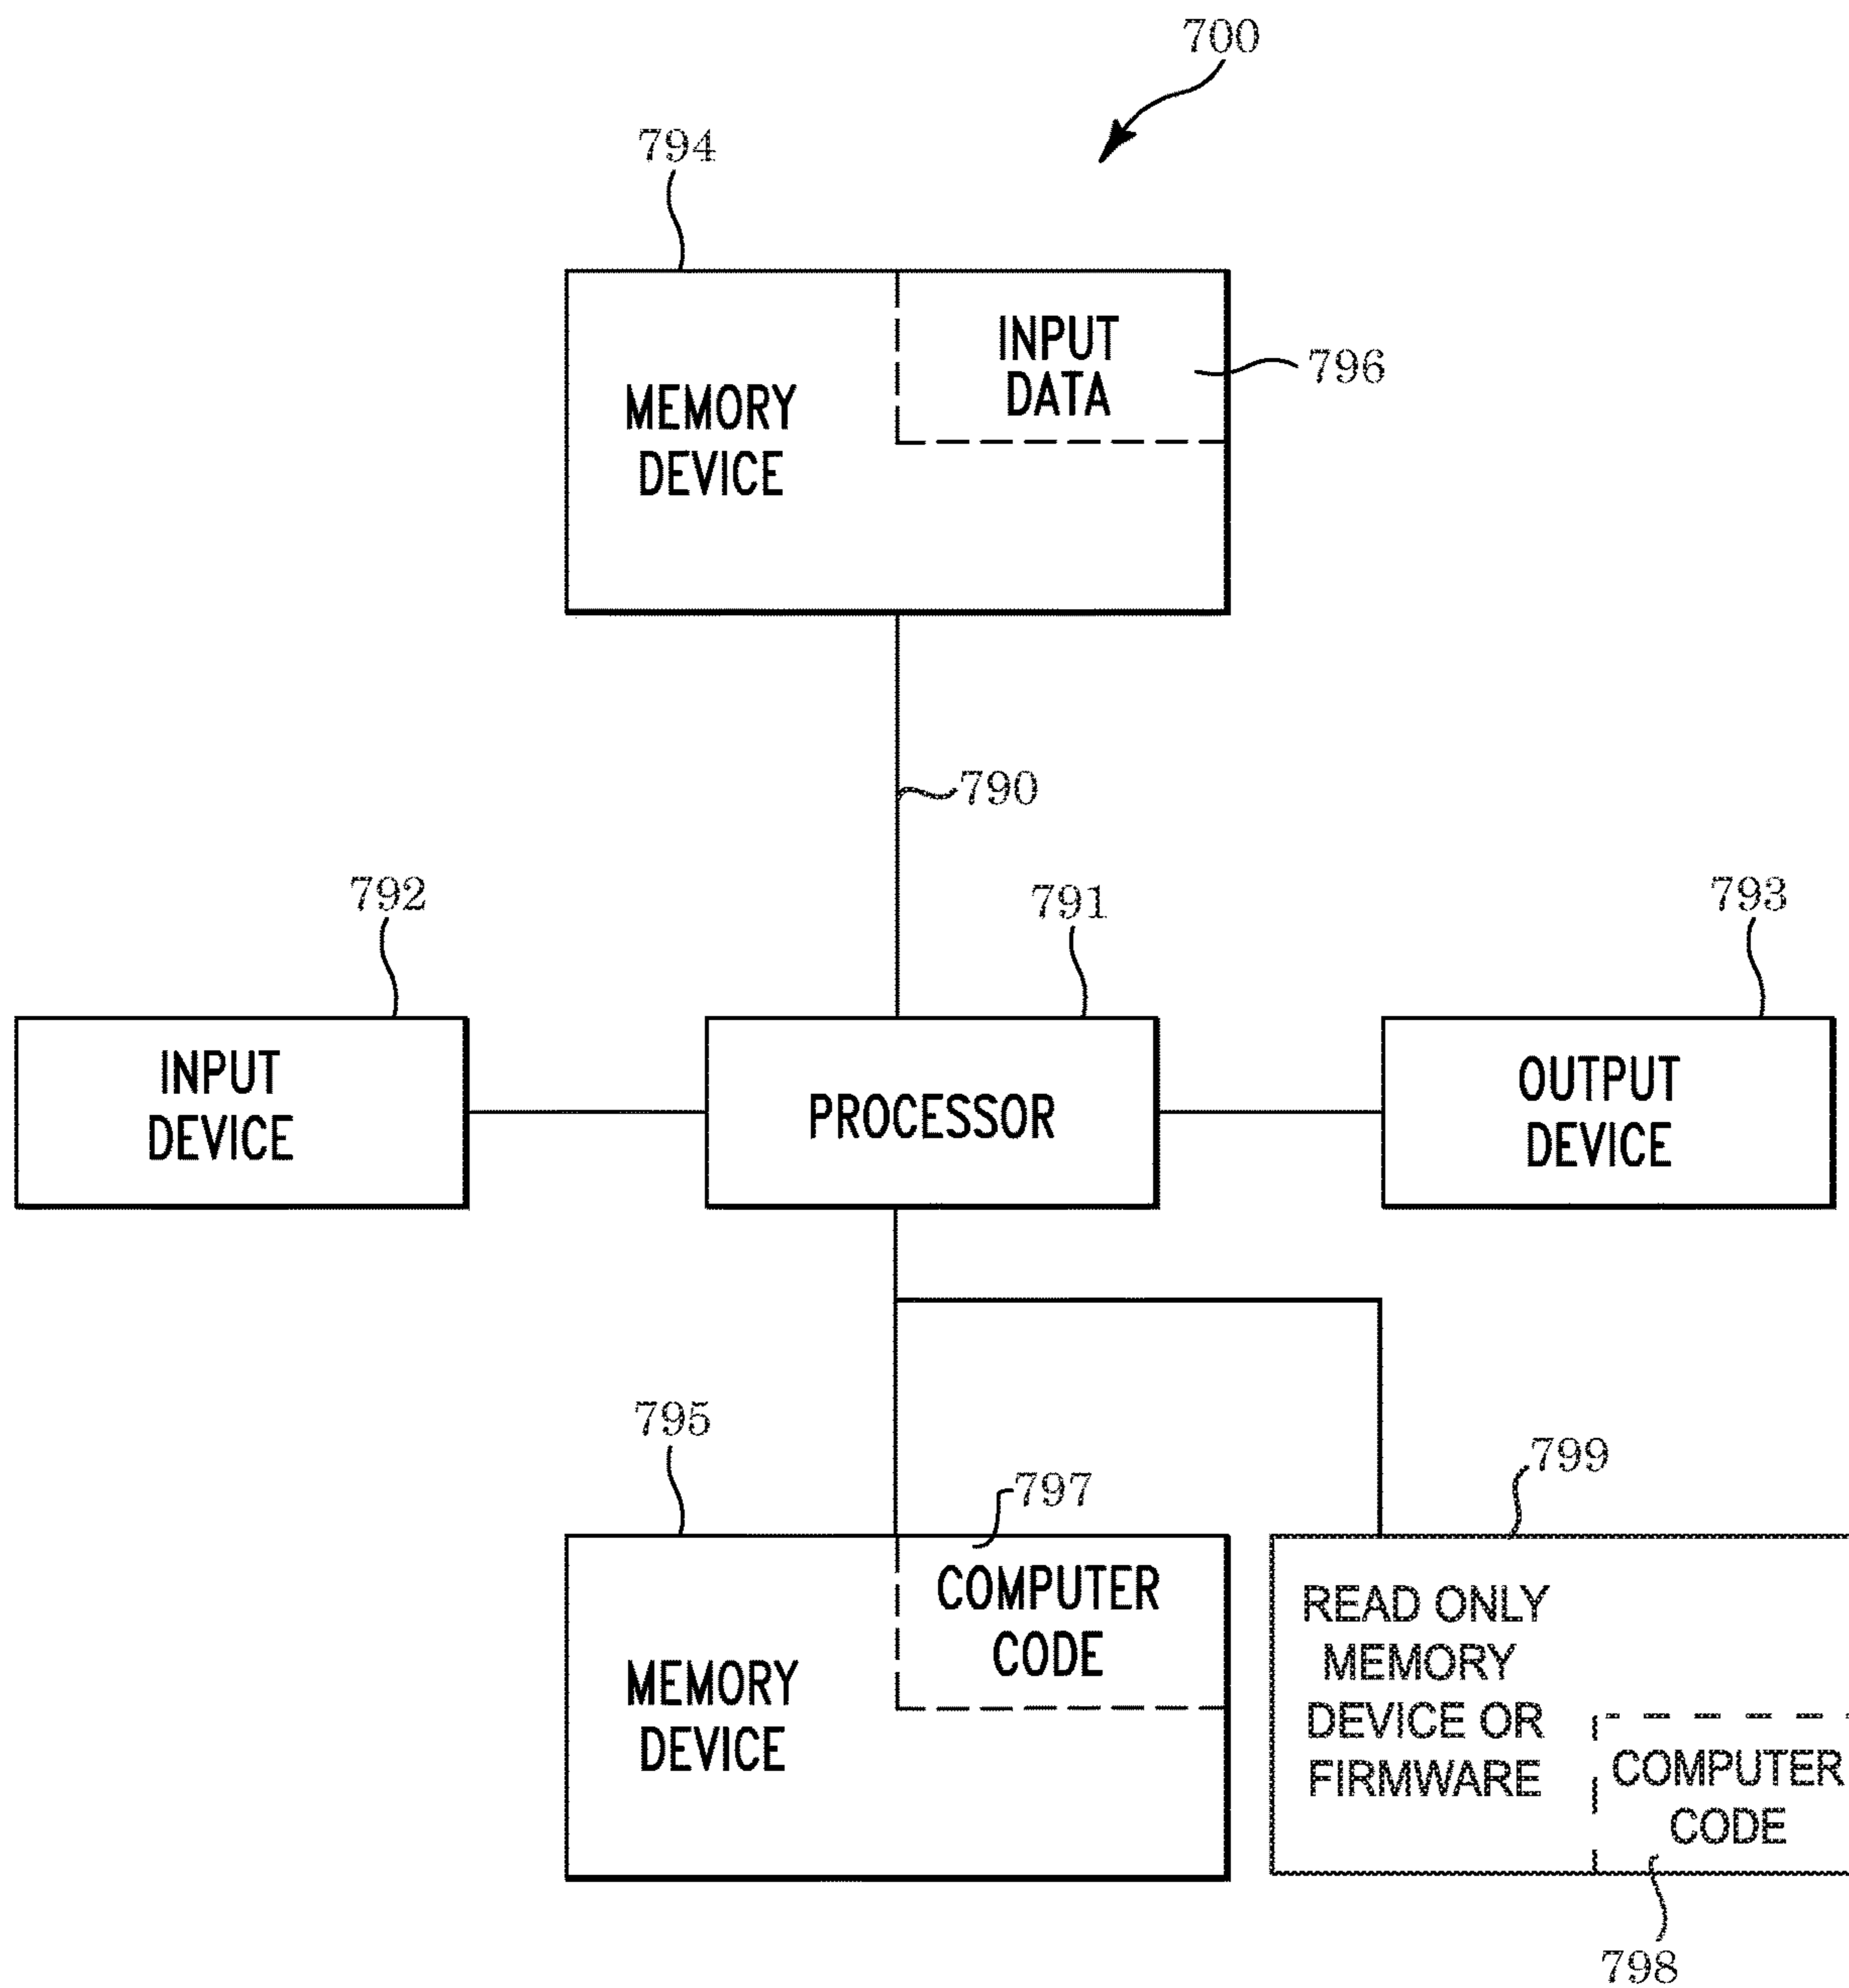 700
794
INPUT
DATA
796
MEMORY
DEVICE
790
792
791
793
INPUT
DEVICE
PROCESSOR
OUTPUT
DEVICE
795
797
799
COMPUTER
CODE
MEMORY
DEVICE
READ ONLY
MEMORY
DEVICE OR
FIRMWARE
COMPUTER
CODE
798